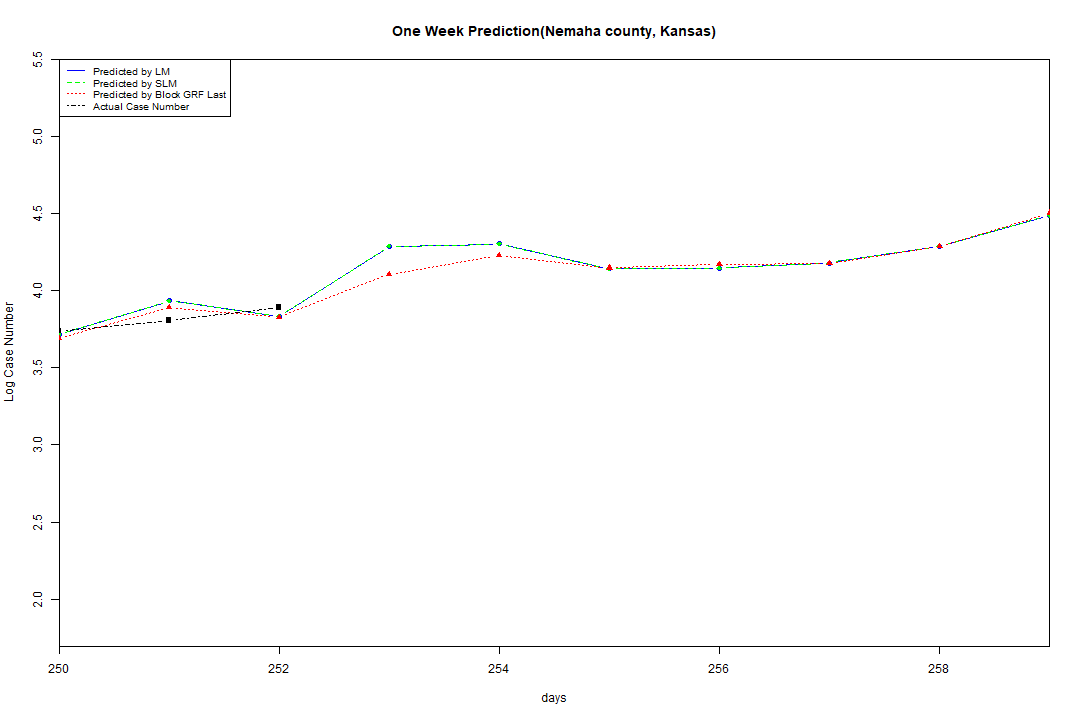 One Week Prediction(Nemaha county, Kansas)
Predicted by LM
Predicted by SLM
Predicted by Block GRF Last
Actual Case Number
5.5
5.0
4.5
4.0
3.5
3.0
2.5
2.0
Log Case Number
250
252
254
256
258
days